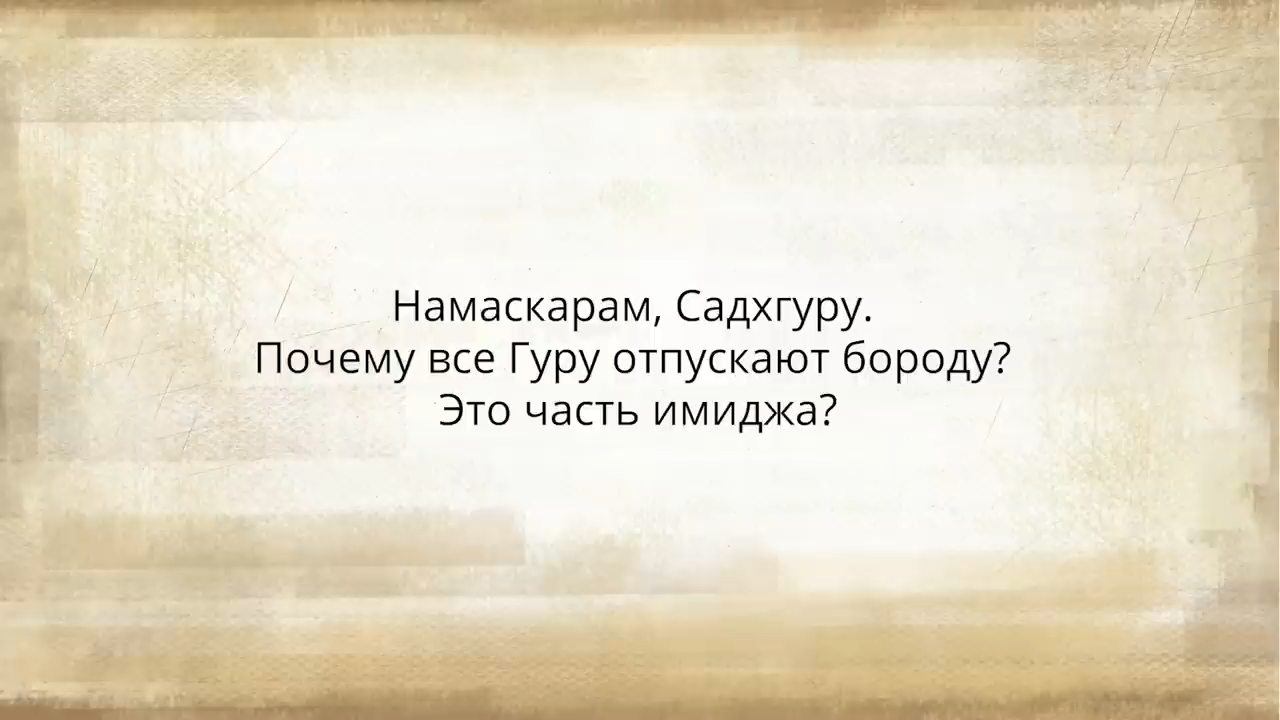 Намаскарам, Садхгуру.
Почему все Гуру отпускают бороду?
Это часть имиджа?